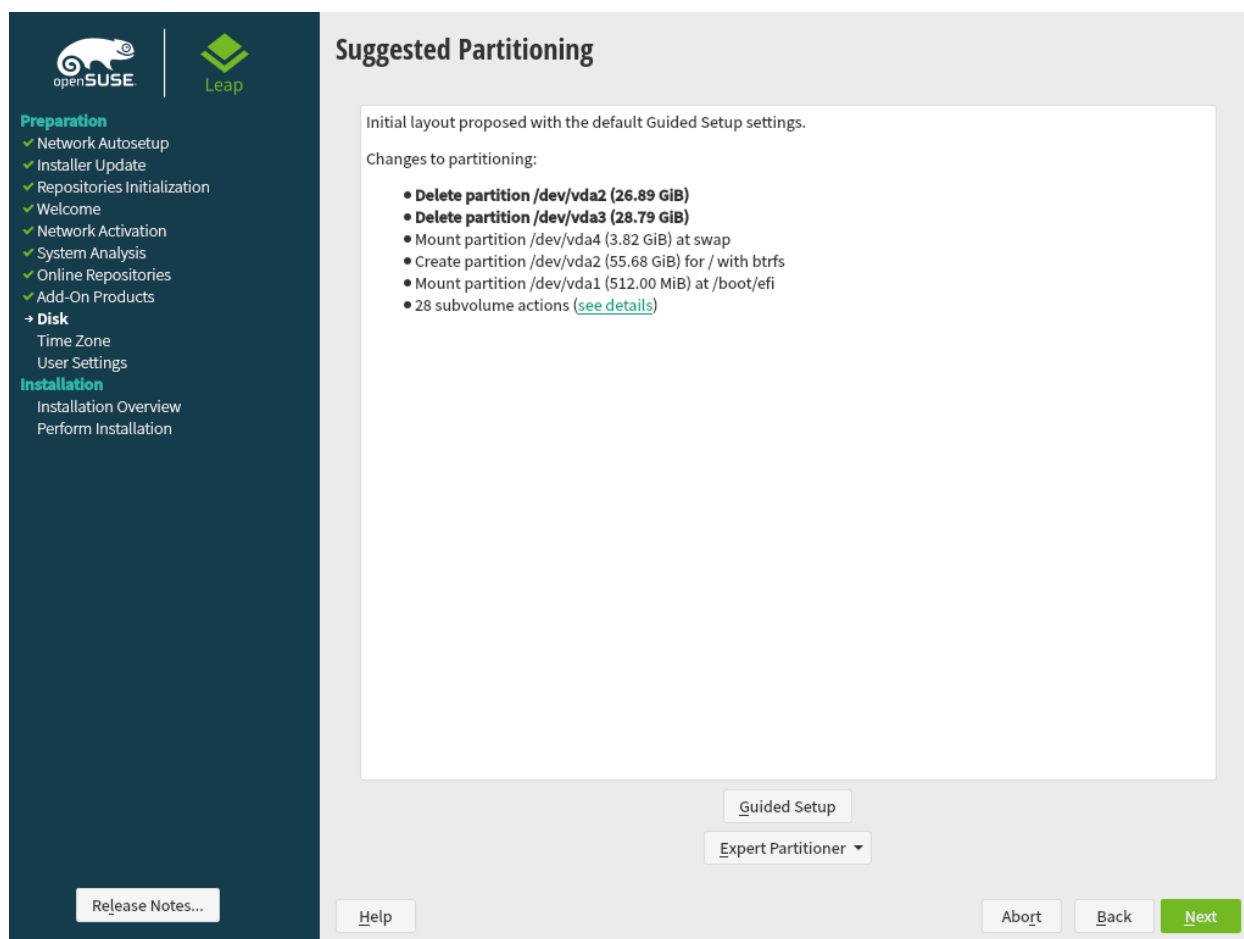 openSUSE.
Leap
Preparation
✓ Network Autosetup
✓ Installer Update
✓ Repositories Initialization
✓ Welcome
✓ Network Activation
✓ System Analysis
✓ Online Repositories
✓ Add-On Products
→ Disk
Time Zone
User Settings
Installation
Installation Overview
Perform Installation
Release Notes...
Suggested Partitioning
Initial layout proposed with the default Guided Setup settings.
Changes to partitioning:
● Delete partition /dev/vda2 (26.89 GiB)
● Delete partition /dev/vda3 (28.79 GiB)
● Mount partition /dev/vda4 (3.82 GiB) at swap
● Create partition /dev/vda2 (55.68 GiB) for / with btrfs
● Mount partition /dev/vda1 (512.00 MiB) at /boot/efi
● 28 subvolume actions (see details)
Guided Setup
Expert Partitioner
Help
Abort
Back
Next